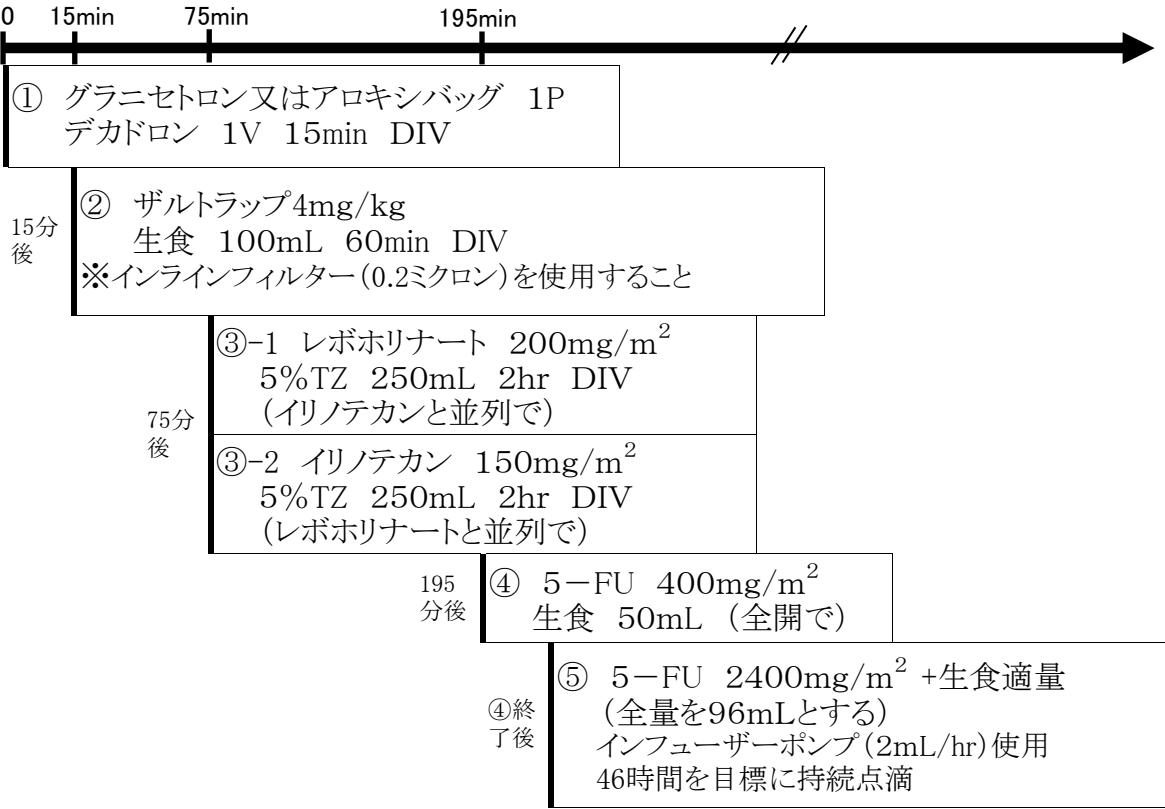 0 15min 75min 195min
① グラニセトロン又はアロキシバッグ 1P
デカドロン 1V 15min DIV
15分
後
② ザルトラップ4mg/kg
生食 100mL 60min DIV
※インラインフィルター(0.2ミクロン)を使用すること
75分
後
③-1 レボホリナート 200mg/m²
5%TZ 250mL 2hr DIV
(イリノテカンと並列で)
③-2 イリノテカン 150mg/m²
5%TZ 250mL 2hr DIV
(レボホリナートと並列で)
195
分後
④ 5-FU 400mg/m²
生食 50mL (全開で)
④終
了後
⑤ 5-FU 2400mg/m² +生食適量
(全量を96mLとする)
インフューザーポンプ(2mL/hr)使用
46時間を目標に持続点滴